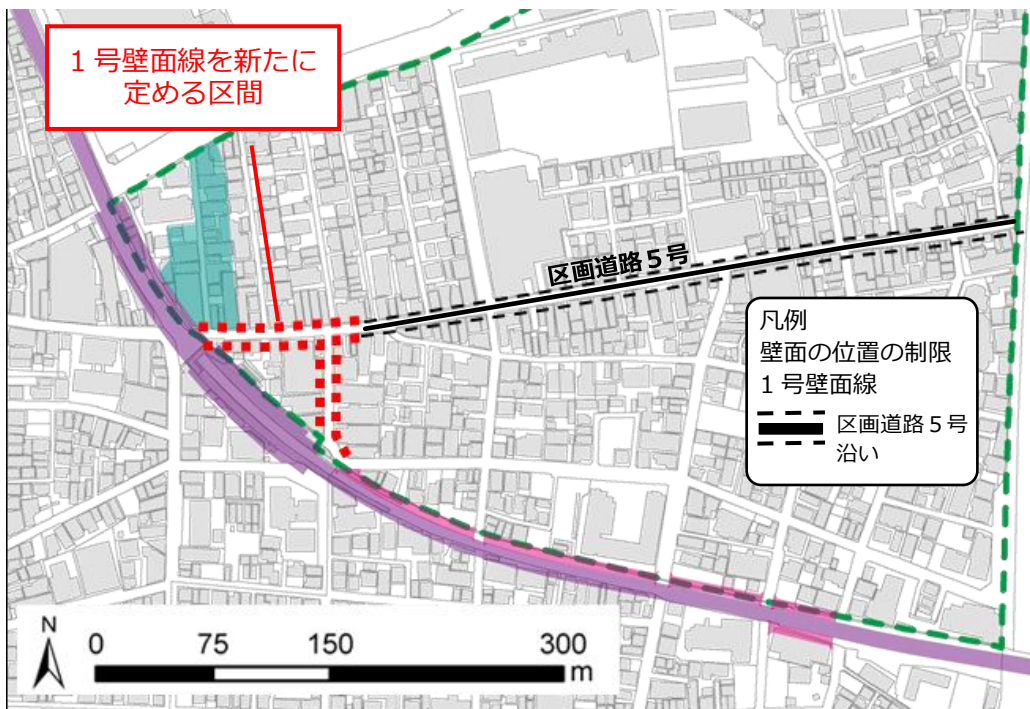 １号壁面線を新たに
定める区間
区画道路５号
凡例
壁面の位置の制限
１号壁面線
区画道路５号
沿い
N
0 75 150 300
m